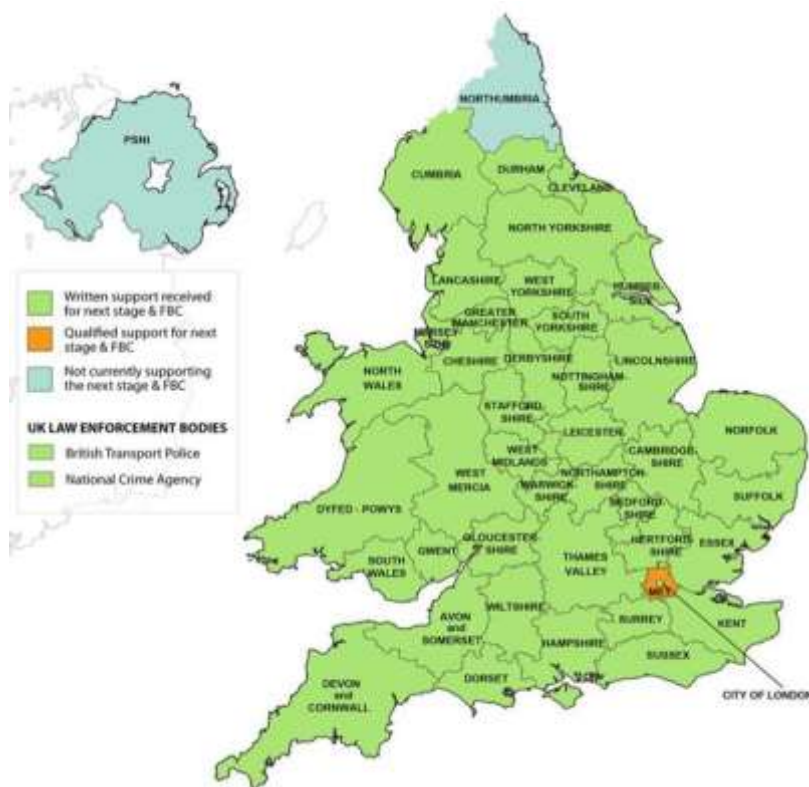 NORTHUMBRIA
PSNI
CUMBRIA
DURHAM
CLEVELAND
NORTH YORKSHIRE
LANCASHIRE
WEST
YORKSHIRE
HUMBER-
SIDE
GREATER
MANCHESTER
SOUTH
YORKSHIRE
MERSEY
SIDE
CHESHIRE
DERBYSHIRE
LINCOLNSHIRE
NOTTINGHAM-
SHIRE
NORTH
WALES
STAFFORD-
SHIRE
LEICESTER
NORFOLK
WEST
MIDLANDS
CAMBRIDGE-
SHIRE
WEST
MERCIA
WARWICK-
SHIRE
NORTHAMPTON-
SHIRE
SUFFOLK
BEDFORD-
SHIRE
DYFED - POWYS
GLOUCESTER
SHIRE
HERTFORD-
SHIRE
ESSEX
GWENT
SOUTH
WALES
THAMES
VALLEY
MET
WILTSHIRE
AVON
and
SOMERSET
SURREY
KENT
HAMPSHIRE
SUSSEX
DORSET
DEVON
and
CORNWALL
CITY OF LONDON
Written support received
for next stage & FBC
Qualified support for next
stage & FBC
Not currently supporting
the next stage & FBC
UK LAW ENFORCEMENT BODIES
British Transport Police
National Crime Agency